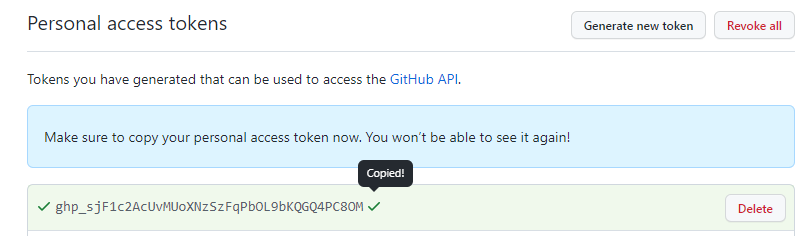 Personal access tokens
Generate new token
Revoke all
Tokens you have generated that can be used to access the GitHub API.
Make sure to copy your personal access token now. You won't be able to see it again!
Copied!
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
Delete